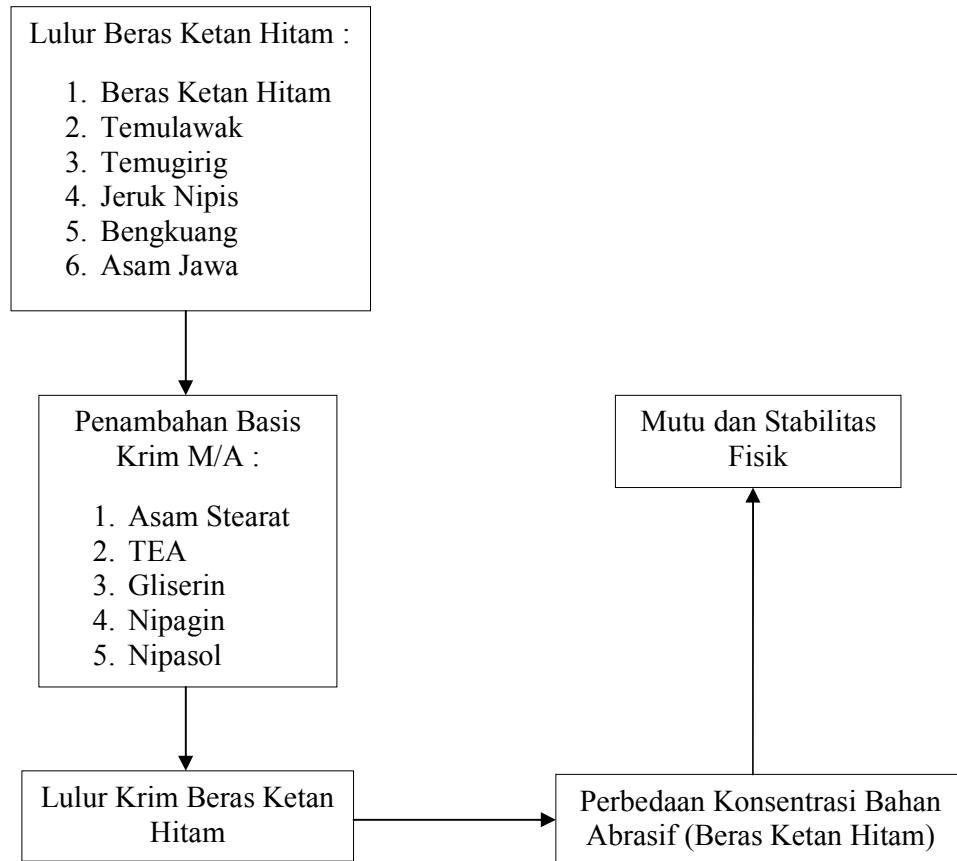 Lulur Beras Ketan Hitam :
1. Beras Ketan Hitam
2. Temulawak
3. Temugirig
4. Jeruk Nipis
5. Bengkuang
6. Asam Jawa
Penambahan Basis
Krim M/A :
1. Asam Stearat
2. TEA
3. Gliserin
4. Nipagin
5. Nipasol
Lulur Krim Beras Ketan
Hitam
Perbedaan Konsentrasi Bahan
Abrasif (Beras Ketan Hitam)
Mutu dan Stabilitas
Fisik